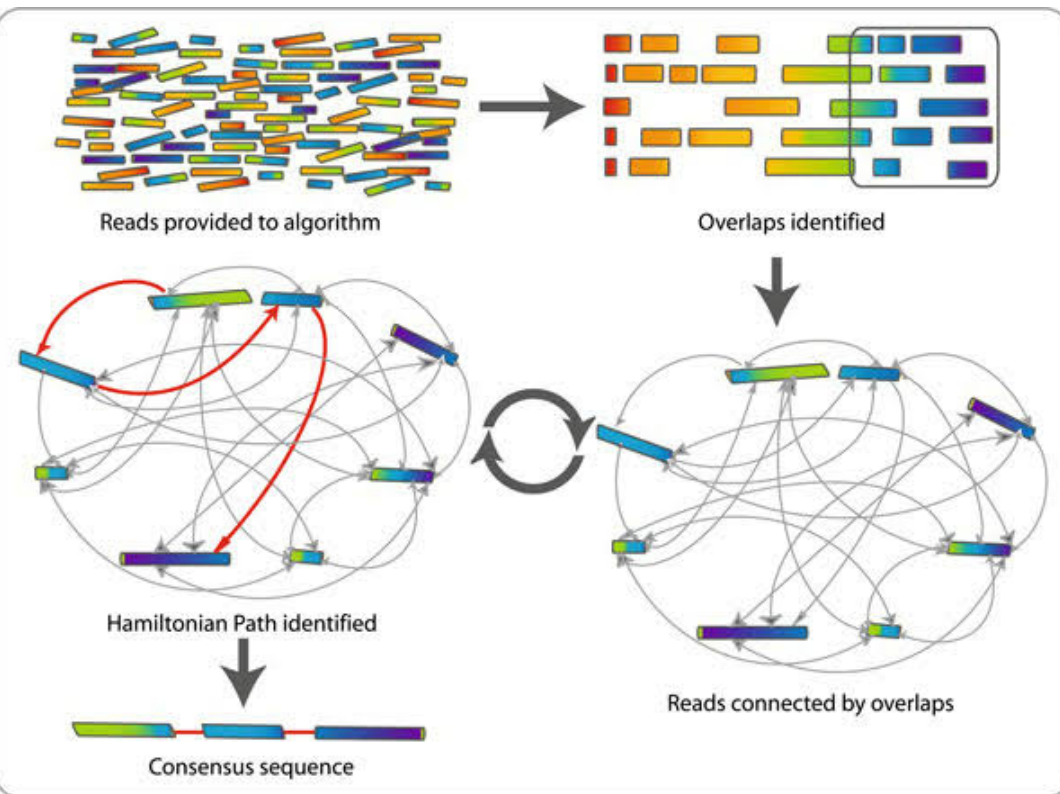 Reads provided to algorithm
Overlaps identified
Hamiltonian Path identified
Reads connected by overlaps
Consensus sequence